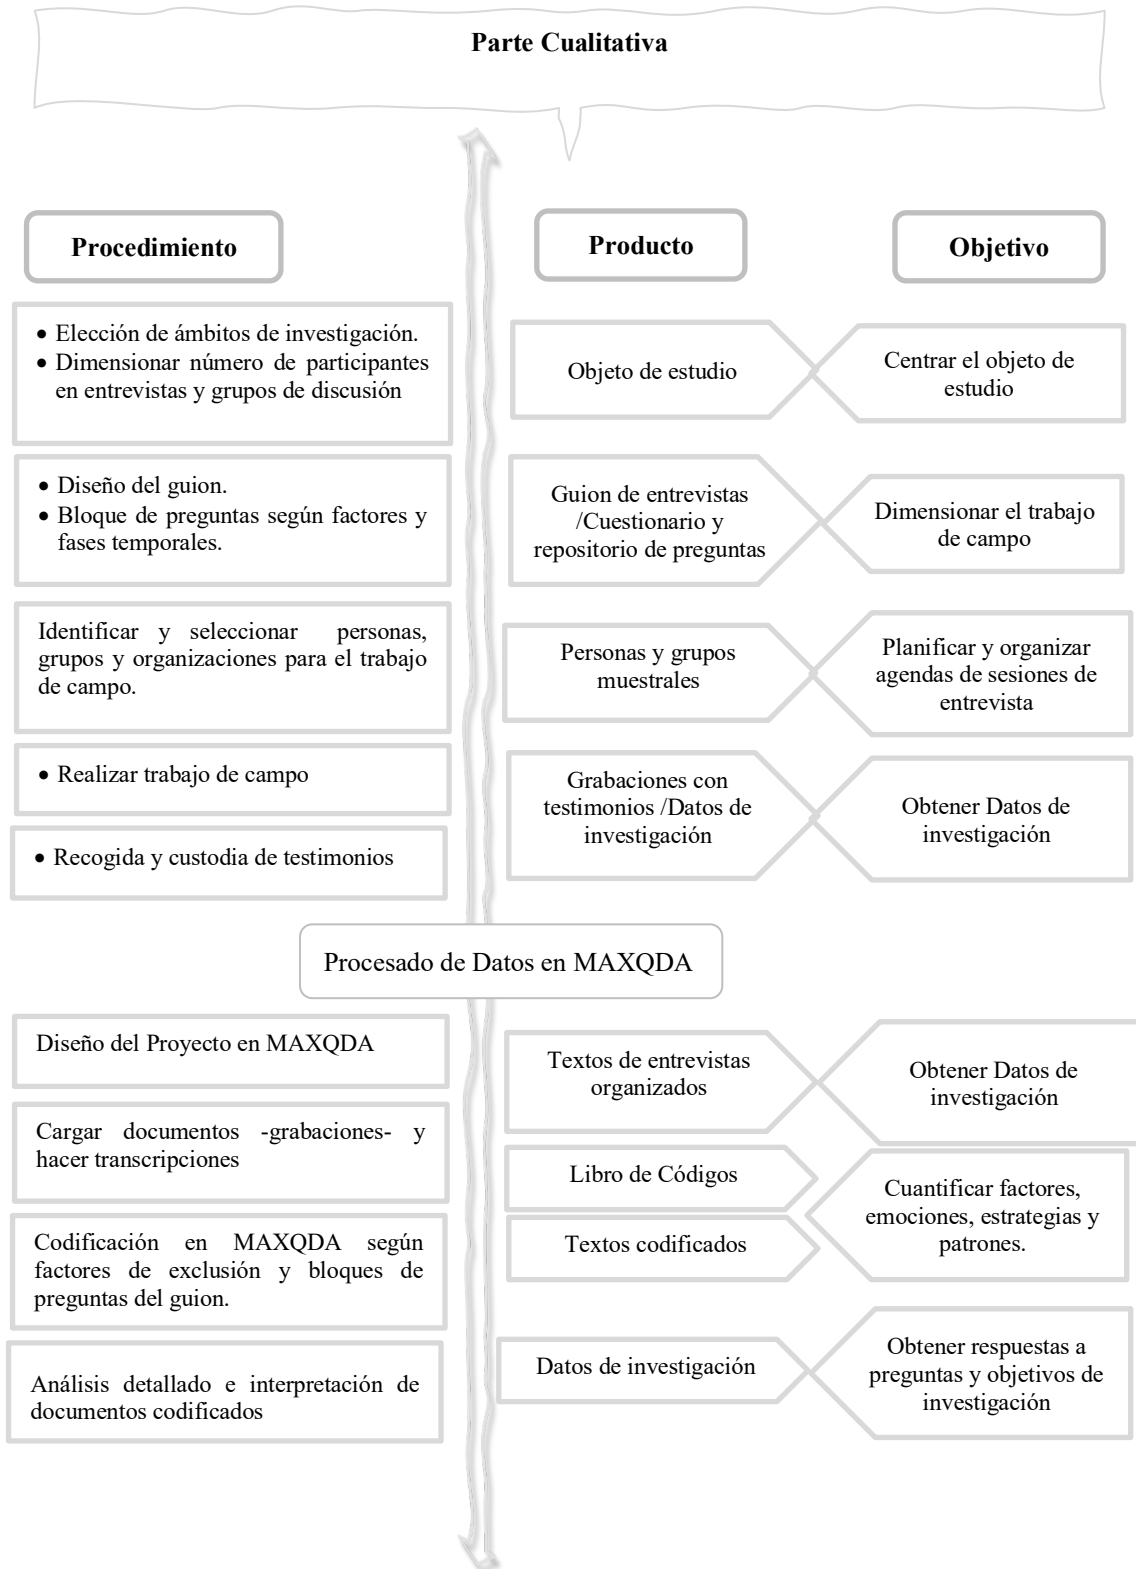 Parte Cualitativa
Procedimiento
Producto
Objetivo
• Elección de ámbitos de investigación.
• Dimensionar número de participantes
en entrevistas y grupos de discusión
Objeto de estudio
Centrar el objeto de
estudio
• Diseño del guion.
• Bloque de preguntas según factores y
fases temporales.
Guion de entrevistas
/Cuestionario y
repositorio de preguntas
Dimensionar el trabajo
de campo
Identificar y seleccionar personas,
grupos y organizaciones para el trabajo
de campo.
Personas y grupos
muestrales
Planificar y organizar
agendas de sesiones de
entrevista
• Realizar trabajo de campo
• Recogida y custodia de testimonios
Grabaciones con
testimonios /Datos de
investigación
Obtener Datos de
investigación
Procesado de Datos en MAXQDA
Diseño del Proyecto en MAXQDA
Cargar documentos -grabaciones- y
hacer transcripciones
Textos de entrevistas
organizados
Obtener Datos de
investigación
Codificación en MAXQDA según
factores de exclusión y bloques de
preguntas del guion.
Libro de Códigos
Textos codificados
Cuantificar factores,
emociones, estrategias y
patrones.
Análisis detallado e interpretación de
documentos codificados
Datos de investigación
Obtener respuestas a
preguntas y objetivos de
investigación